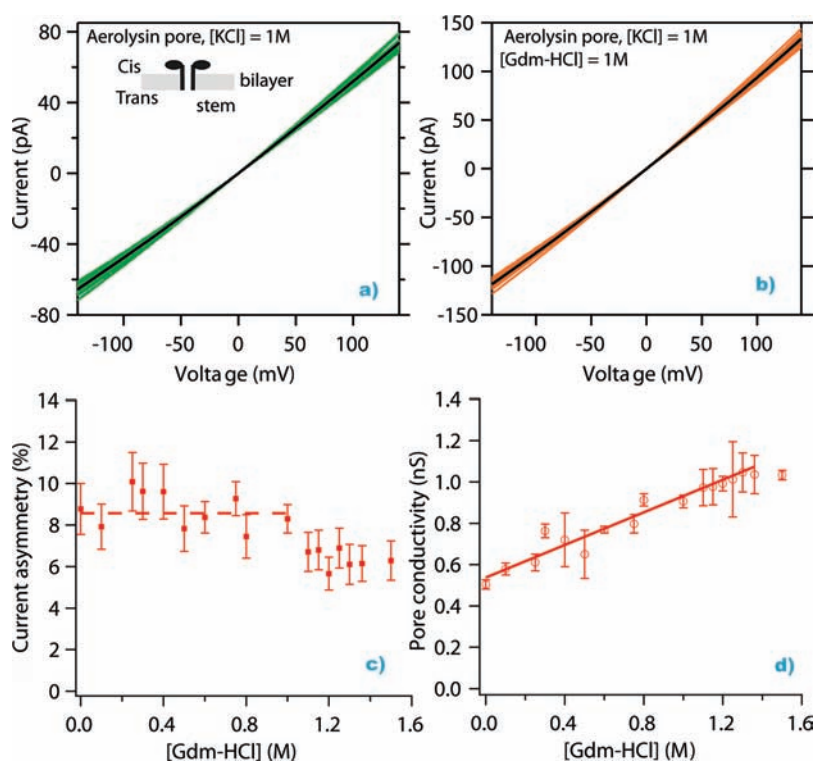 Aerolysin pore, [KCl] = 1M
Cis
Trans
bilayer
stem
80
40
0
-40
-80
Current (pA)
-100 -50 0 50 100
Volta ge (mV)
a)
Aerolysin pore, [KCl] = 1M
[Gdm-HCl] = 1M
150
100
50
0
-50
-100
-150
Current (pA)
-100 -50 0 50 100
Volta ge (mV)
b)
14
12
10
8
6
4
2
0
Current asymmetry (%)
0.0 0.4 0.8 1.2 1.6
[Gdm-HCl] (M)
c)
1.4
1.2
1.0
0.8
0.6
0.4
0.2
0.0
Pore conductivity (nS)
0.0 0.4 0.8 1.2 1.6
[Gdm-HCl] (M)
d)